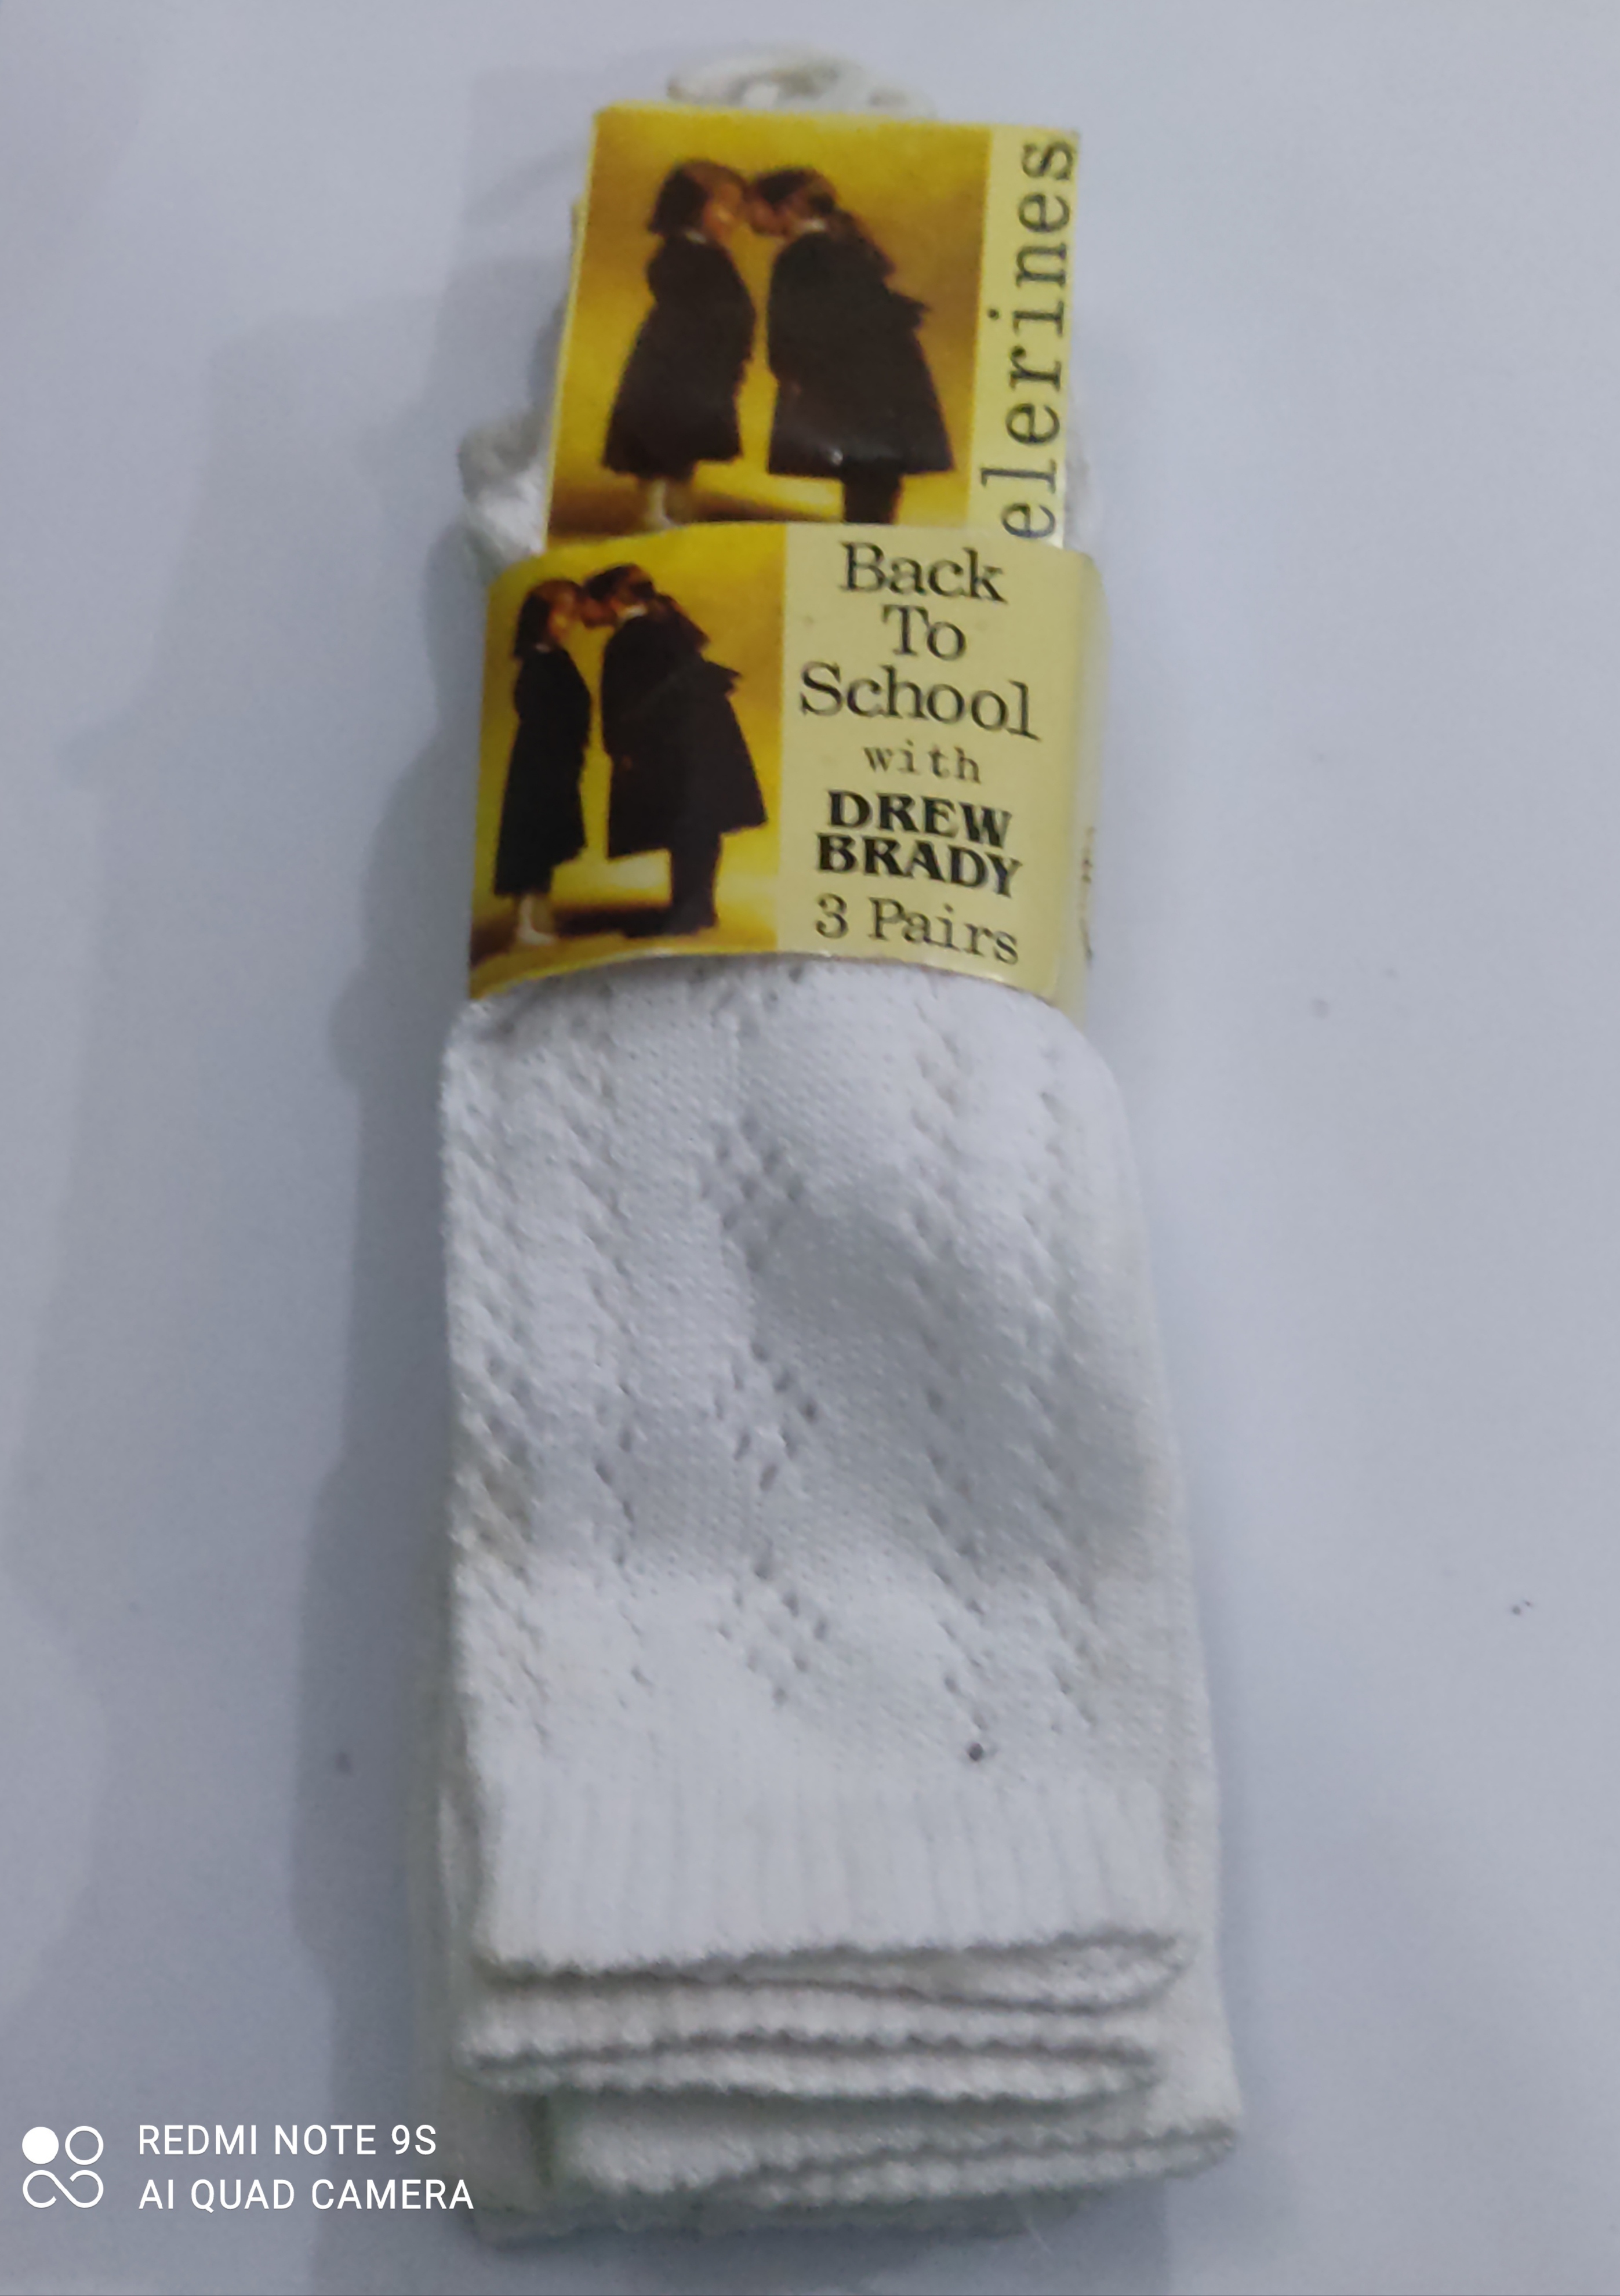 elerines
Back
To
School
with
DREW
BRADY
3 Pairs
REDMI NOTE 9S
AI QUAD CAMERA